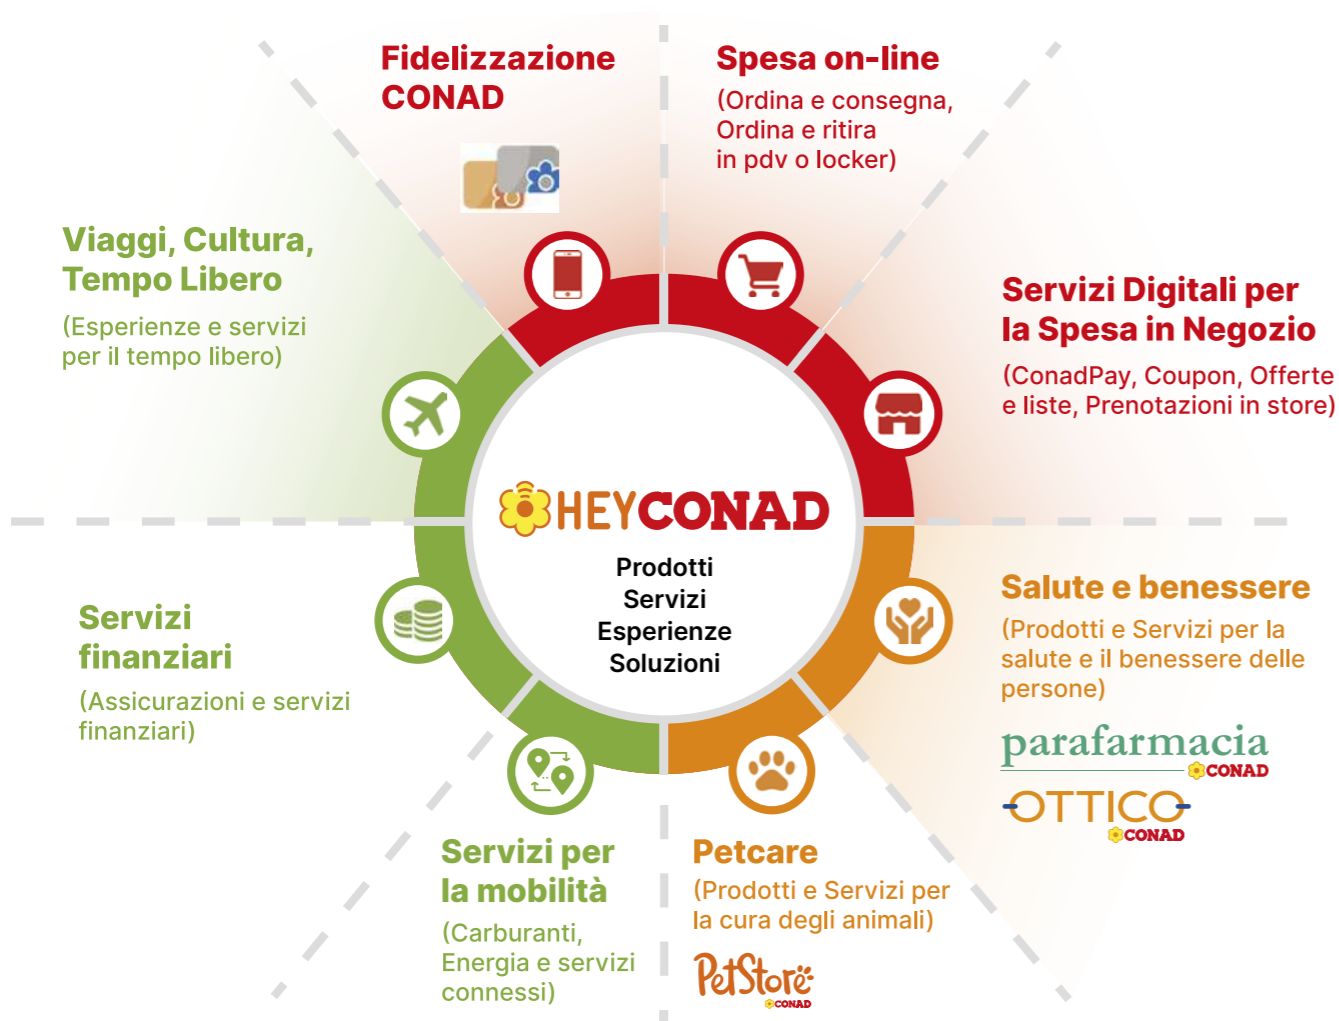 Fidelizzazione
CONAD
Spesa on-line
(Ordina e consegna,
Ordina e ritira
in pdv o locker)
Viaggi, Cultura,
Tempo Libero
(Esperienze e servizi
per il tempo libero)
Servizi Digitali per
la Spesa in Negozio
(ConadPay, Coupon, Offerte
e liste, Prenotazioni in store)
HEYCONAD
Prodotti
Servizi
Esperienze
Soluzioni
Servizi
finanziari
(Assicurazioni e servizi
finanziari)
Salute e benessere
(Prodotti e Servizi per la
salute e il benessere delle
persone)
parafarmacia
CONAD
OTTICO
CONAD
Servizi per
la mobilità
(Carburanti,
Energia e servizi
connessi)
Petcare
(Prodotti e Servizi per
la cura degli animali)
PetStore
CONAD